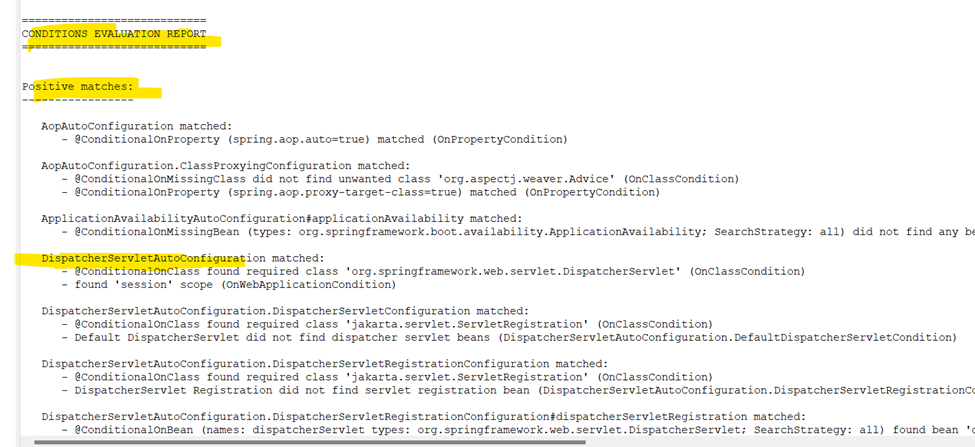 ============================
CONDITIONS EVALUATION REPORT
============================
Positive matches:
-----------------
AopAutoConfiguration matched:
- @ConditionalOnProperty (spring.aop.auto=true) matched (OnPropertyCondition)
AopAutoConfiguration.ClassProxyingConfiguration matched:
- @ConditionalOnMissingClass did not find unwanted class 'org.aspectj.weaver.Advice' (OnClassCondition)
- @ConditionalOnProperty (spring.aop.proxy-target-class=true) matched (OnPropertyCondition)
ApplicationAvailabilityAutoConfiguration#applicationAvailability matched:
- @ConditionalOnMissingBean (types: org.springframework.boot.availability.ApplicationAvailability; SearchStrategy: all) did not find any be
DispatcherServletAutoConfiguration matched:
- @ConditionalOnClass found required class 'org.springframework.web.servlet.DispatcherServlet' (OnClassCondition)
- found 'session' scope (OnWebApplicationCondition)
DispatcherServletAutoConfiguration.DispatcherServletConfiguration matched:
- @ConditionalOnClass found required class 'jakarta.servlet.ServletRegistration' (OnClassCondition)
- Default DispatcherServlet did not find dispatcher servlet beans (DispatcherServletAutoConfiguration.DefaultDispatcherServletCondition)
DispatcherServletAutoConfiguration.DispatcherServletRegistrationConfiguration matched:
- @ConditionalOnClass found required class 'jakarta.servlet.ServletRegistration' (OnClassCondition)
- DispatcherServlet Registration did not find servlet registration bean (DispatcherServletAutoConfiguration.DispatcherServletRegistrationCo
DispatcherServletAutoConfiguration.DispatcherServletRegistrationConfiguration#dispatcherServletRegistration matched:
- @ConditionalOnBean (names: dispatcherServlet types: org.springframework.web.servlet.DispatcherServlet; SearchStrategy: all) found bean 'd